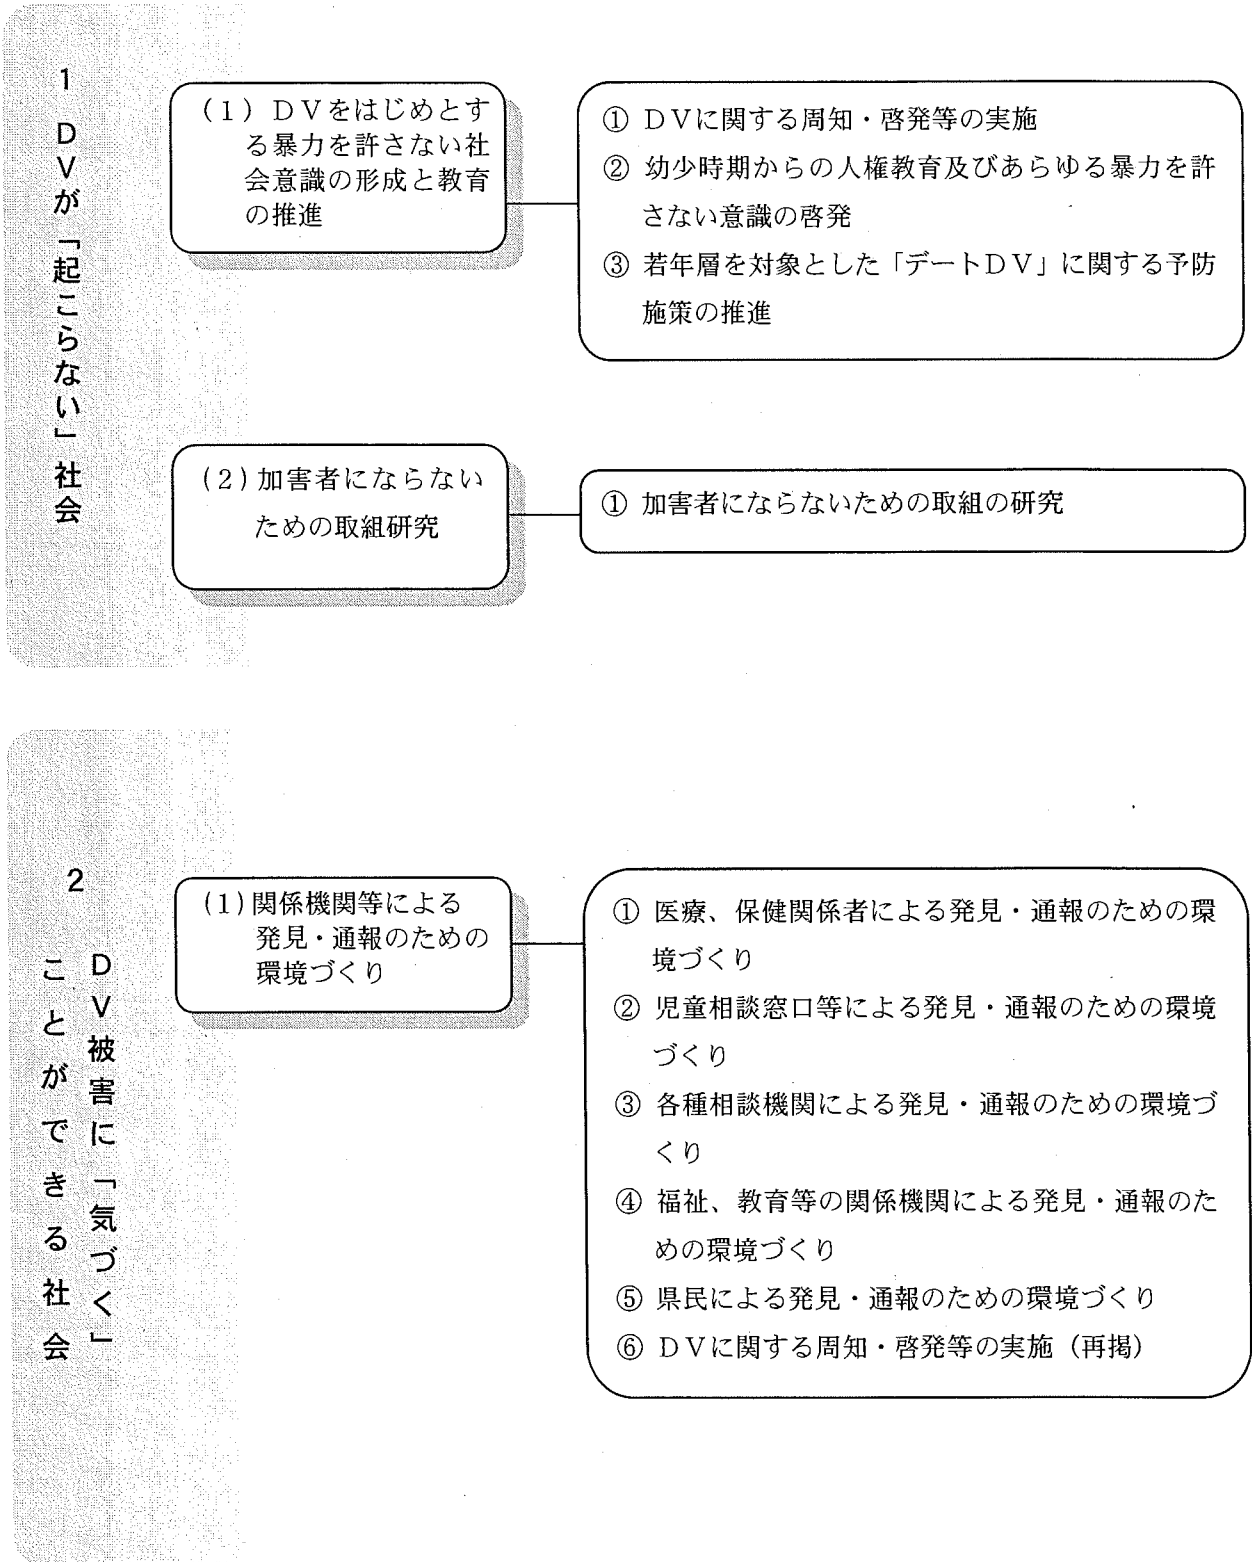 1 DVが「起こらない」社会
(1) DVをはじめとす
る暴力を許さない社
会意識の形成と教育
の推進
① DVに関する周知・啓発等の実施
② 幼少時期からの人権教育及びあらゆる暴力を許
さない意識の啓発
③ 若年層を対象とした「デートDV」に関する予防
施策の推進
(2)加害者にならない
ための取組研究
① 加害者にならないための取組の研究
2 DV被害に「気づく」
ことができる社会
(1)関係機関等による
発見・通報のための
環境づくり
① 医療、保健関係者による発見・通報のための環
境づくり
② 児童相談窓口等による発見・通報のための環境
づくり
③ 各種相談機関による発見・通報のための環境づ
くり
④ 福祉、教育等の関係機関による発見・通報のた
めの環境づくり
⑤ 県民による発見・通報のための環境づくり
⑥ DVに関する周知・啓発等の実施（再掲）